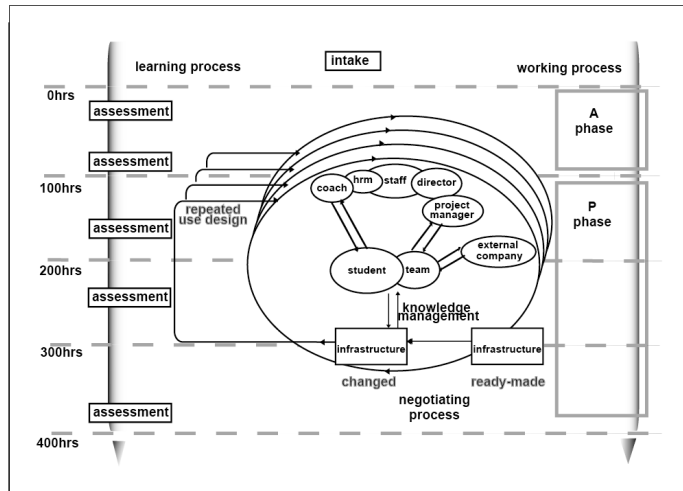 intake
learning process
working process
0hrs
assessment
A
phase
assessment
100hrs
hrm
staff
director
coach
project
manager
P
phase
repeated
use design
assessment
external
company
200hrs
student
team
assessment
knowledge
management
300hrs
infrastructure
infrastructure
changed
ready-made
negotiating
process
assessment
400hrs